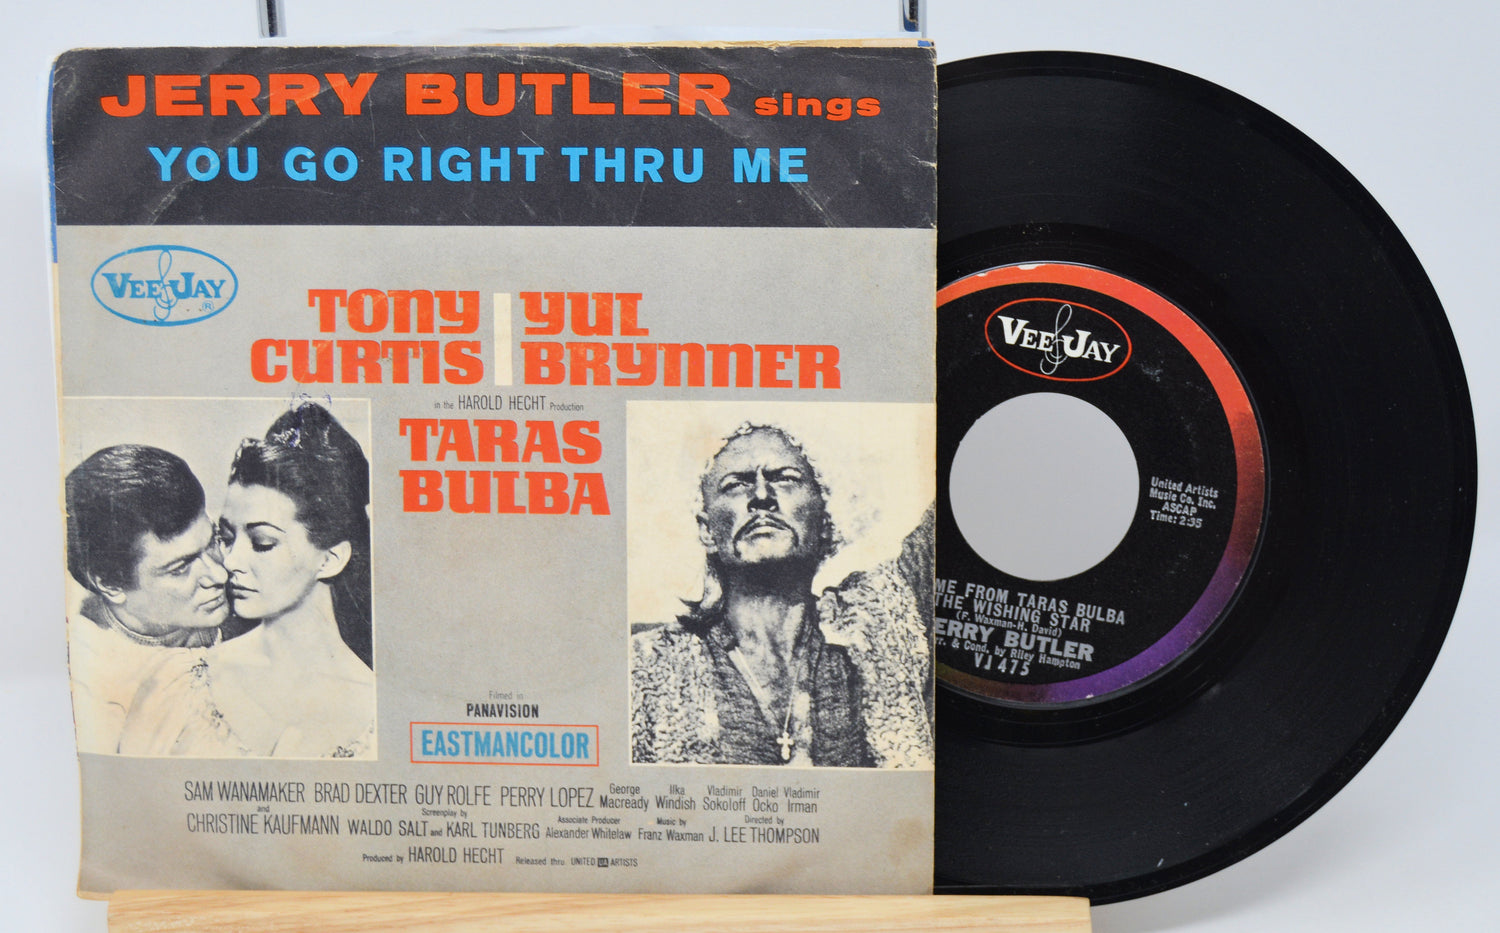 JERRY BUTLER sings
YOU GO RIGHT THRU ME
VEE JAY
(R)
TONY CURTIS
YUL BRYNNER
in the HAROLD HECHT Production
TARAS
BULBA
Filmed in
PANAVISION
EASTMANCOLOR
SAM WANAMAKER BRAD DEXTER GUY ROLFE PERRY LOPEZ George Macready Ilka Windish Vladimir Sokoloff Daniel Ocko Vladimir Irman
and CHRISTINE KAUFMANN Screenplay by WALDO SALT and KARL TUNBERG Associate Producer Alexander Whitelaw Music by Franz Waxman Directed by J. LEE THOMPSON
Produced by HAROLD HECHT Released thru UNITED UA ARTISTS
VEE JAY
United Artists
Music Co. Inc.
ASCAP
Time: 2:35
ME FROM TARAS BULBA
THE WISHING STAR
(F. Waxman-H. David)
ERRY BUTLER
r. & Cond. by Riley Hampton
VJ 475